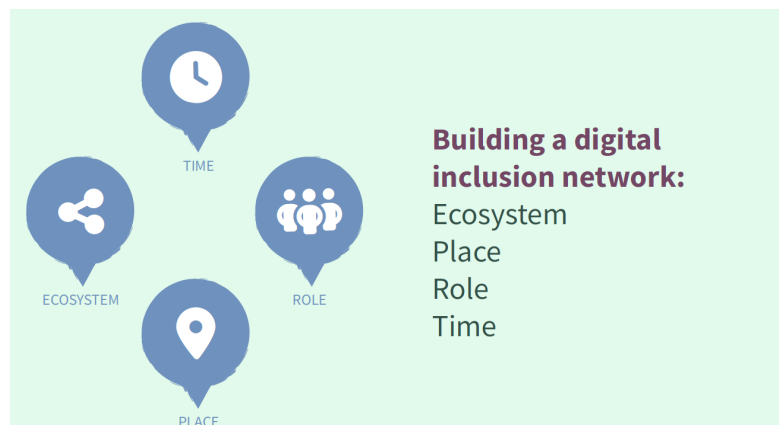 TIME
ECOSYSTEM
ROLE
PLACE
Building a digital
inclusion network:
Ecosystem
Place
Role
Time